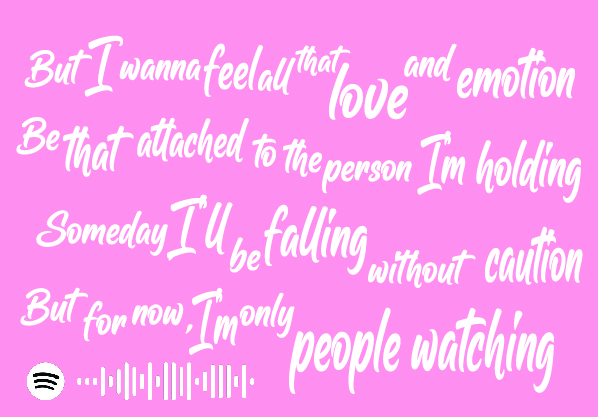 But I wanna feel all that love and emotion
Be that attached to the person I'm holding
Someday I'll be falling without caution
But for now, I'm only people watching